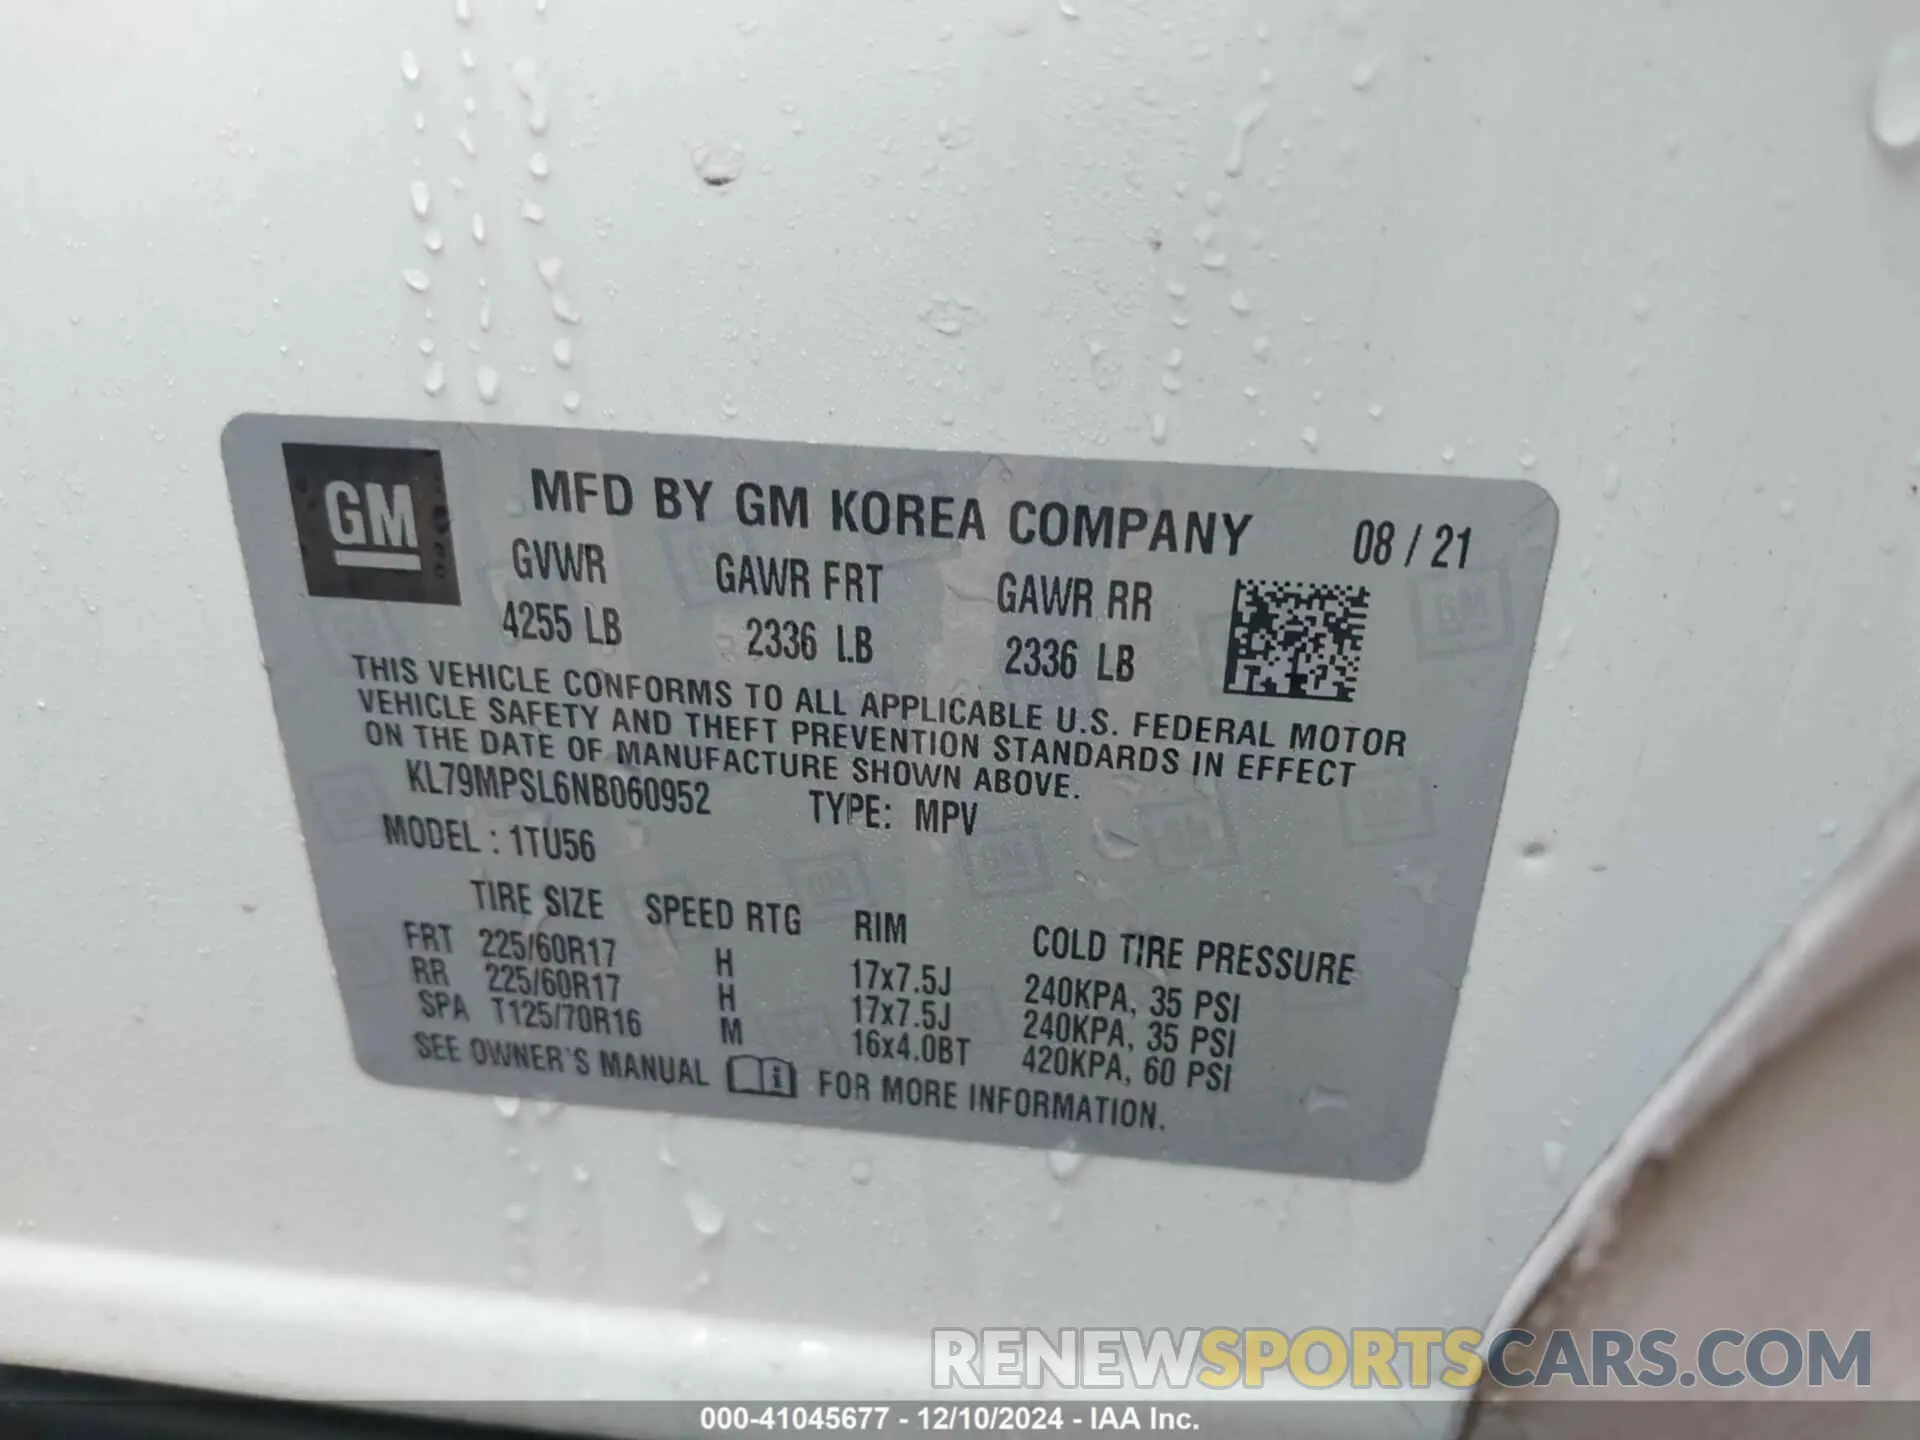 GM
MFD BY GM KOREA COMPANY 08 / 21
GVWR GAWR FRT GAWR RR
4255 LB 2336 LB 2336 LB
THIS VEHICLE CONFORMS TO ALL APPLICABLE U.S. FEDERAL MOTOR
VEHICLE SAFETY AND THEFT PREVENTION STANDARDS IN EFFECT
ON THE DATE OF MANUFACTURE SHOWN ABOVE.
KL79MPSL6NB060952 TYPE: MPV
MODEL : 1TU56
TIRE SIZE SPEED RTG RIM COLD TIRE PRESSURE
FRT 225/60R17 H 17x7.5J 240KPA, 35 PSI
RR 225/60R17 H 17x7.5J 240KPA, 35 PSI
SPA T125/70R16 M 16x4.0BT 420KPA, 60 PSI
SEE OWNER'S MANUAL i FOR MORE INFORMATION.
RENEWSPORTSCARS.COM
000-41045677 - 12/10/2024 - IAA Inc.